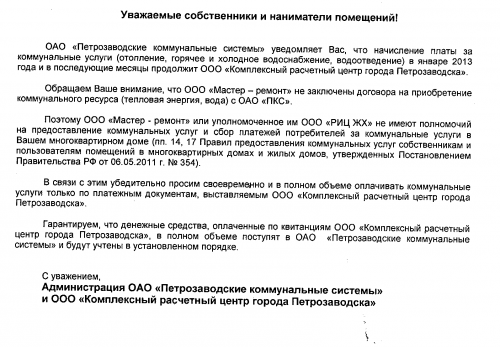 Уважаемые собственники и наниматели помещений!
ОАО «Петрозаводские коммунальные системы» уведомляет Вас, что начисление платы за
коммунальные услуги (отопление, горячее и холодное водоснабжение, водоотведение) в январе 2013
года и в последующие месяцы продолжит ООО «Комплексный расчетный центр города Петрозаводска».
Обращаем Ваше внимание, что ООО «Мастер – ремонт» не заключены договора на приобретение
коммунального ресурса (тепловая энергия, вода) с ОАО «ПКС».
Поэтому ООО «Мастер - ремонт» или уполномоченное им ООО «РИЦ ЖХ» не имеют полномочий
на предоставление коммунальных услуг и сбор платежей потребителей за коммунальные услуги в
Вашем многоквартирном доме (пп. 14, 17 Правил предоставления коммунальных услуг собственникам и
пользователям помещений в многоквартирных домах и жилых домов, утвержденных Постановлением
Правительства РФ от 06.05.2011 г. № 354).
В связи с этим убедительно просим своевременно и в полном объеме оплачивать коммунальные
услуги только по платежным документам, выставляемым ООО «Комплексный расчетный центр города
Петрозаводска».
Гарантируем, что денежные средства, оплаченные по квитанциям ООО «Комплексный расчетный
центр города Петрозаводска», в полном объеме поступят в ОАО «Петрозаводские коммунальные
системы» и будут учтены в установленном порядке.
С уважением,
Администрация ОАО «Петрозаводские коммунальные системы»
и ООО «Комплексный расчетный центр города Петрозаводска»